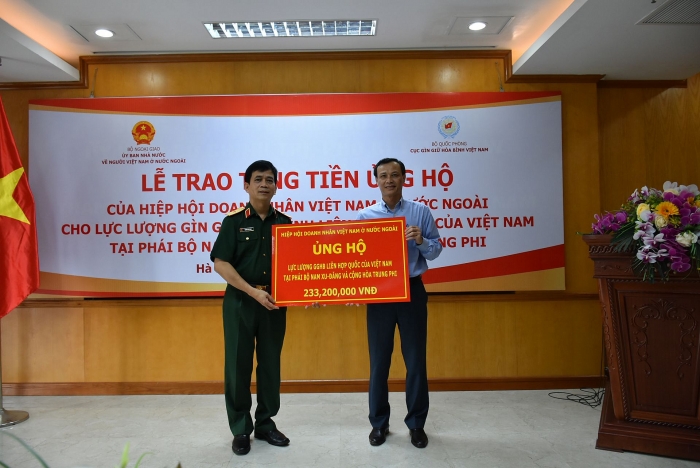 BỘ NGOẠI GIAO
ỦY BAN NHÀ NƯỚC
VỀ NGƯỜI VIỆT NAM Ở NƯỚC NGOÀI
BỘ QUỐC PHÒNG
CỤC GÌN GIỮ HÒA BÌNH VIỆT NAM
LỄ TRAO TẶNG TIỀN ỦNG HỘ
CỦA HIỆP HỘI DOANH NHÂN VIỆT NAM NƯỚC NGOÀI
CHO LỰC LƯỢNG GÌN G CỦA VIỆT NAM
TẠI PHÁI BỘ NA NG PHI
Hà
HIỆP HỘI DOANH NHÂN VIỆT NAM Ở NƯỚC NGOÀI
ỦNG HỘ
LỰC LƯỢNG GGHB LIÊN HỢP QUỐC CỦA VIỆT NAM
TẠI PHÁI BỘ NAM XU-ĐĂNG VÀ CỘNG HÒA TRUNG PHI
233,200,000 VNĐ